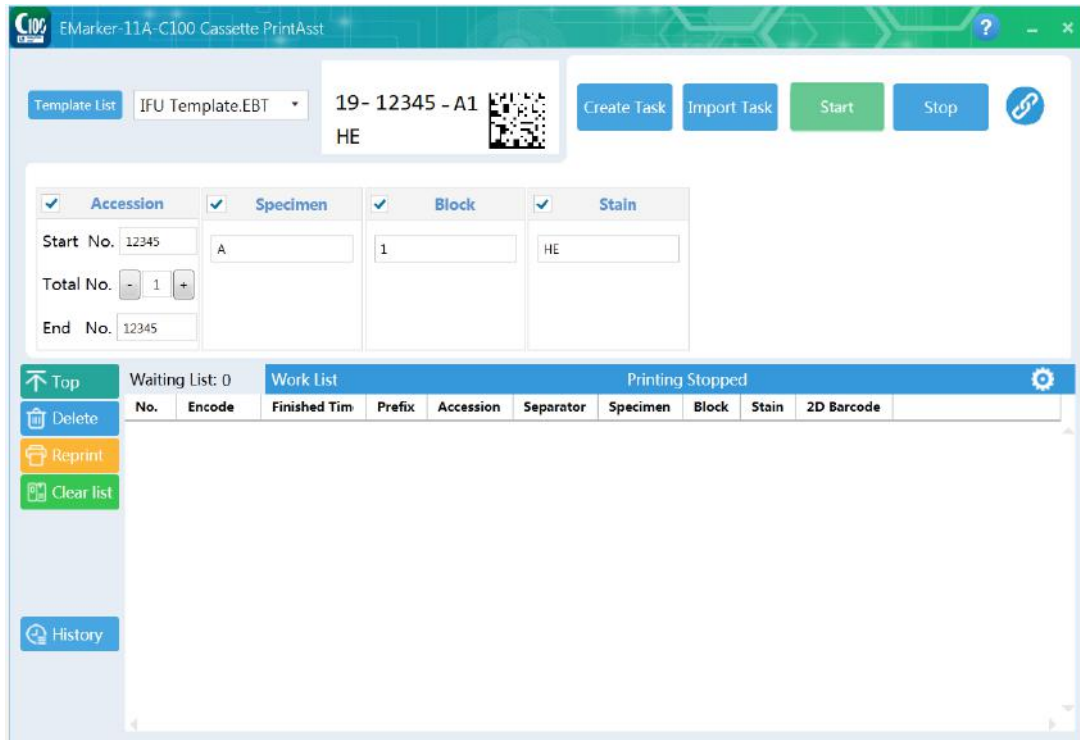 C100
EMarker-11A-C100 Cassette PrintAsst
?
Template List
IFU Template.EBT
19- 12345 - A1
HE
Create Task
Import Task
Start
Stop
Accession
Specimen
Block
Stain
Start No. 12345
A
1
HE
Total No. - 1 +
End No. 12345
Top
Waiting List: 0
Work List
Printing Stopped
Delete
No. Encode Finished Tim Prefix Accession Separator Specimen Block Stain 2D Barcode
Reprint
Clear list
History